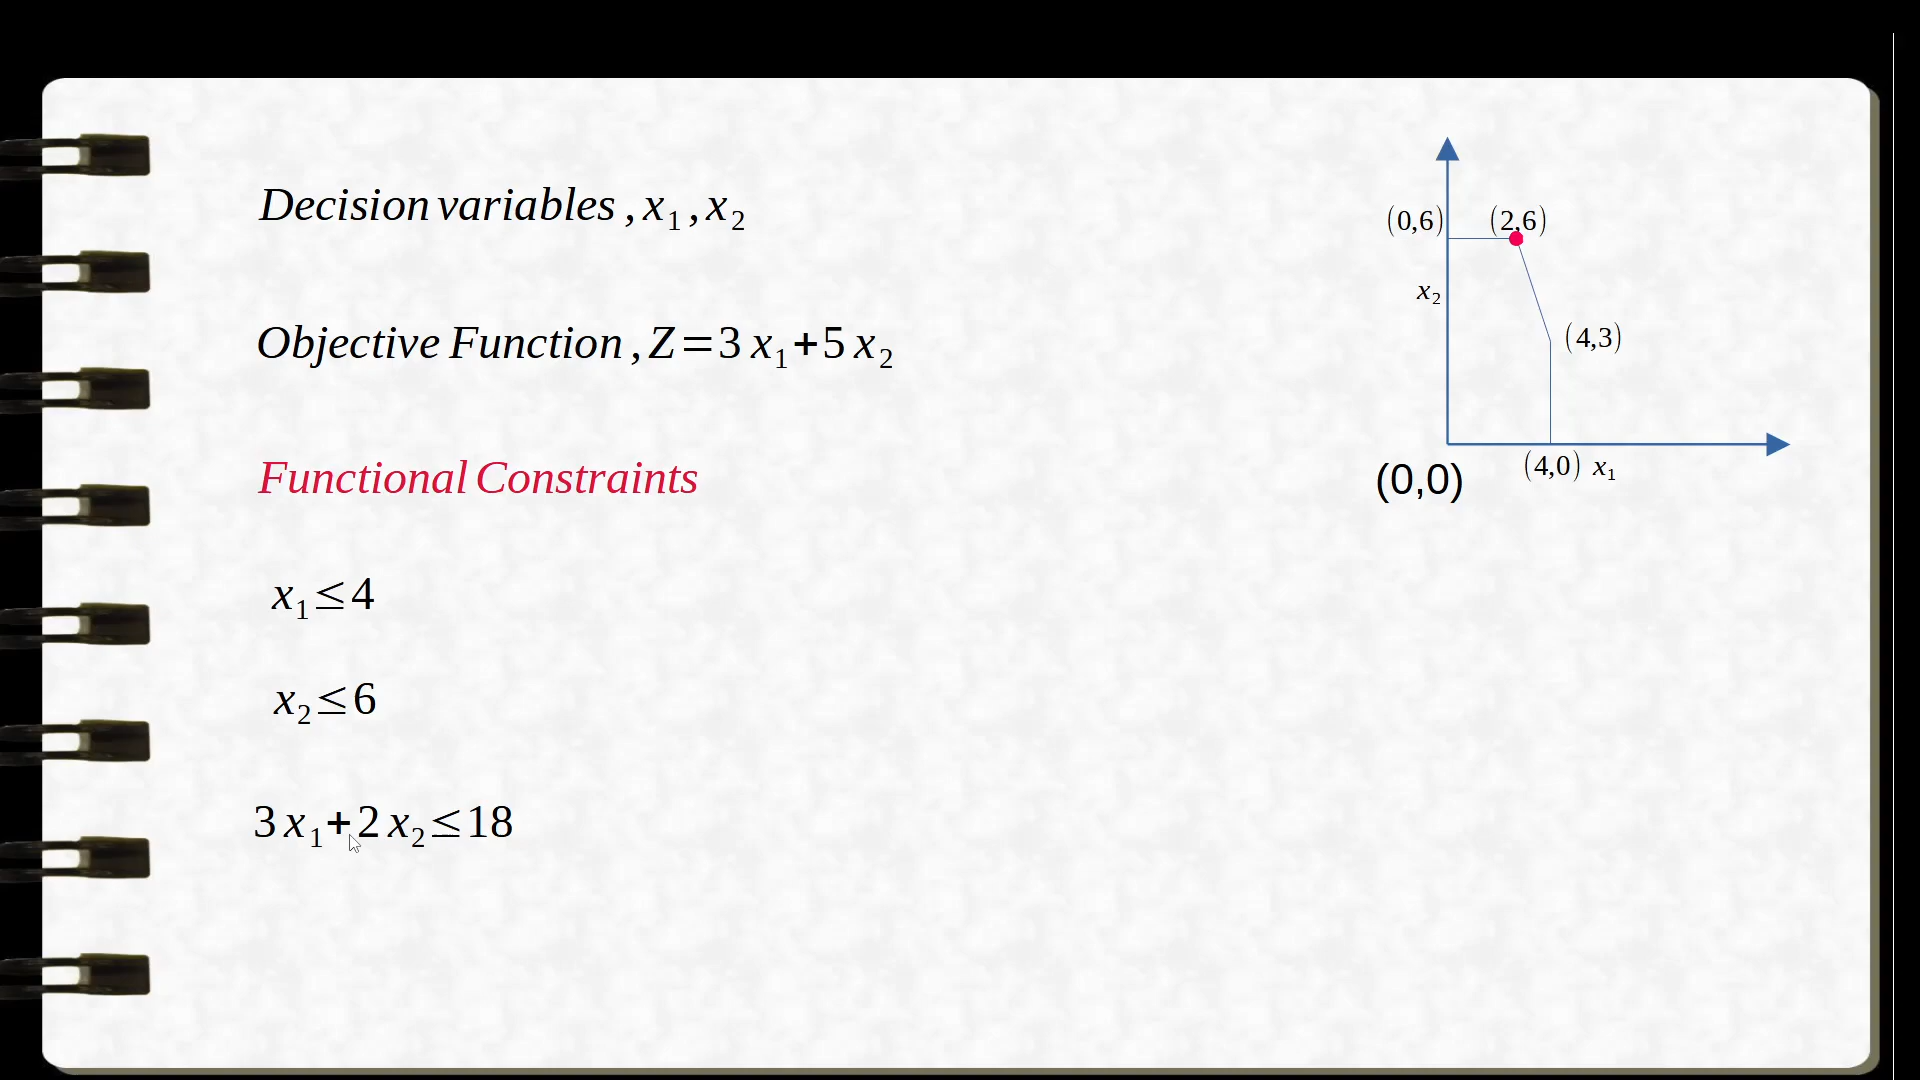 Decision variables , x₁ , x₂
Objective Function , Z = 3 x₁ + 5 x₂
Functional Constraints
x₁ ≤ 4
x₂ ≤ 6
3 x₁ + 2 x₂ ≤ 18
(0,6) (2,6)
x₂
(4,3)
(0,0) (4,0) x₁